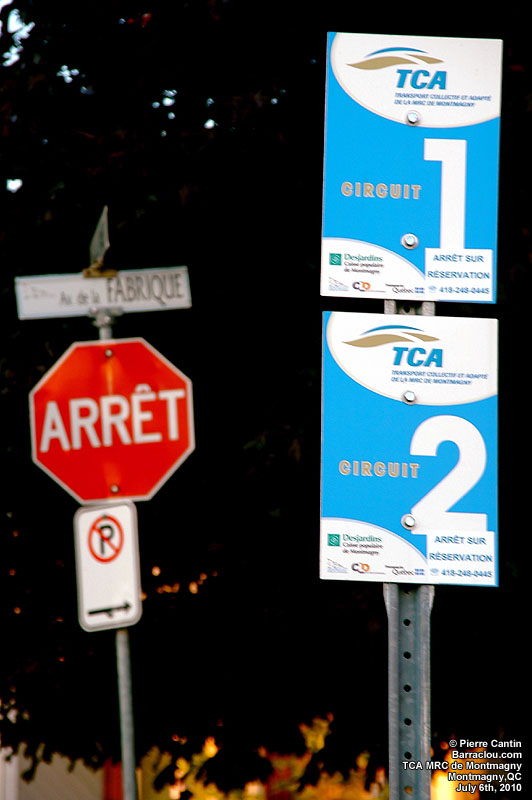 TCA
TRANSPORT COLLECTIF ET ADAPTÉ
DE LA MRC DE MONTMAGNY
CIRCUIT 1
Desjardins
Caisse populaire
de Montmagny
Québec
ARRÊT SUR
RÉSERVATION
418-248-0445
TCA
TRANSPORT COLLECTIF ET ADAPTÉ
DE LA MRC DE MONTMAGNY
CIRCUIT 2
Desjardins
Caisse populaire
de Montmagny
Québec
ARRÊT SUR
RÉSERVATION
418-248-0445
Av. de la FABRIQUE
ARRÊT
P
© Pierre Cantin
Barraclou.com
TCA MRC de Montmagny
Montmagny,QC
July 6th, 2010